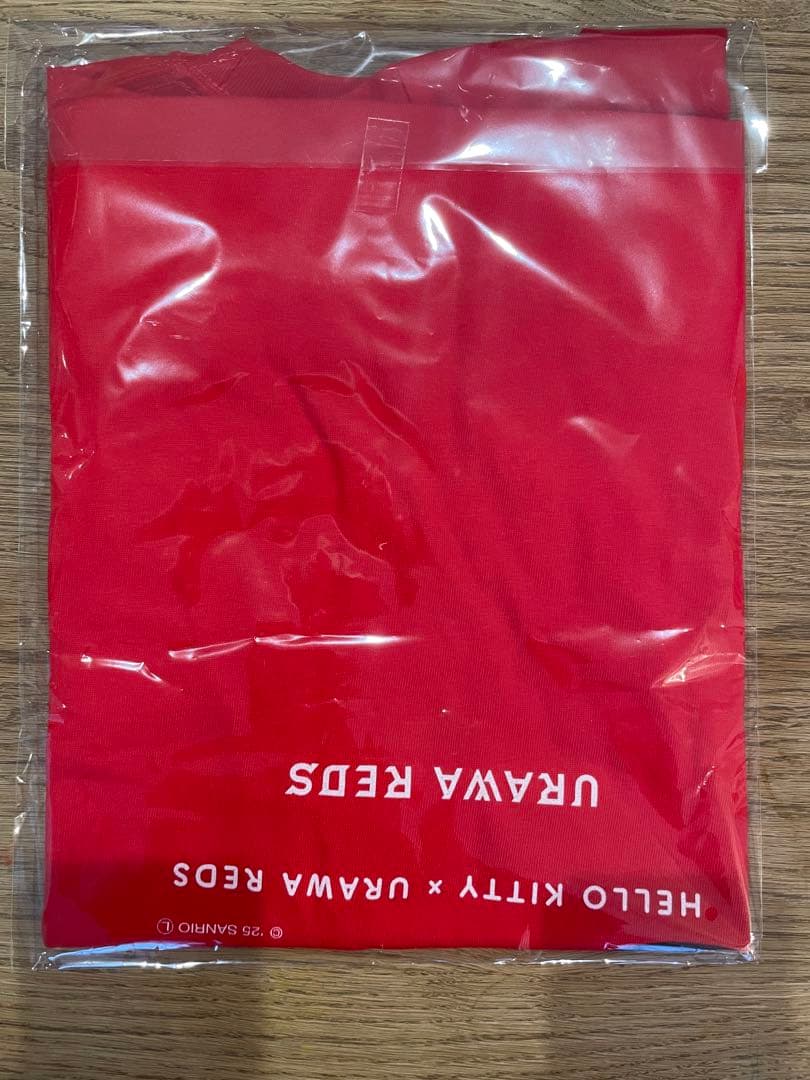 URAWA REDS
HELLO KITTY × URAWA REDS
© '25 SANRIO Ⓛ